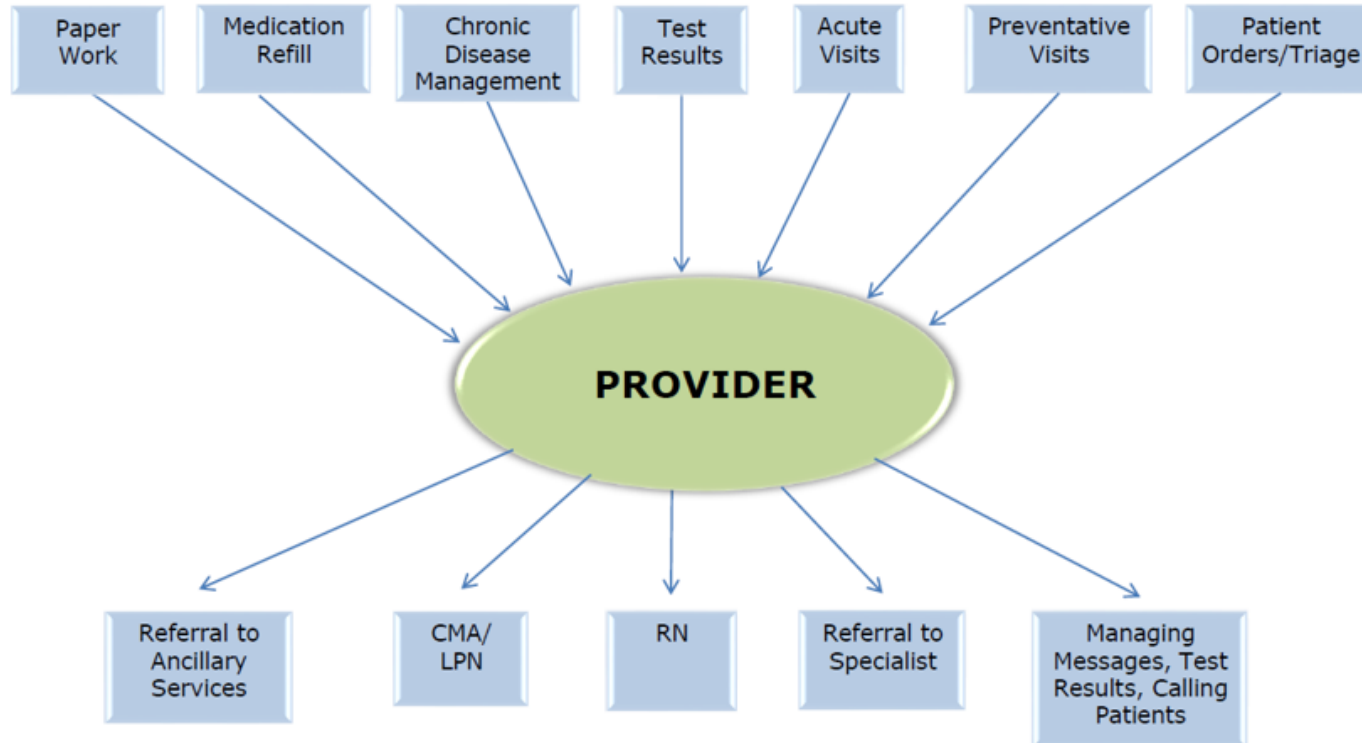 Paper
Work
Medication
Refill
Chronic
Disease
Management
Test
Results
Acute
Visits
Preventative
Visits
Patient
Orders/Triage
PROVIDER
Referral to
Ancillary
Services
CMA/
LPN
RN
Referral to
Specialist
Managing
Messages, Test
Results, Calling
Patients